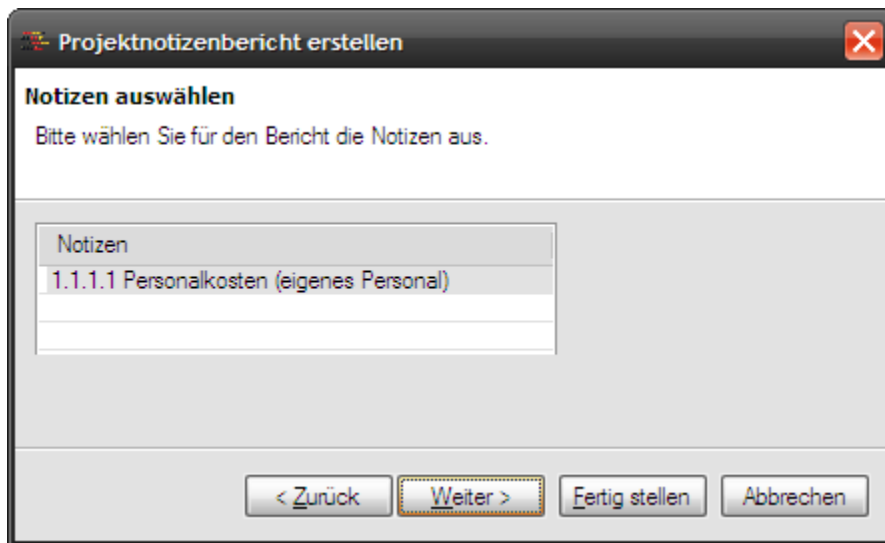 Projektnotizenbericht erstellen
Notizen auswählen
Bitte wählen Sie für den Bericht die Notizen aus.
Notizen
1.1.1.1 Personalkosten (eigenes Personal)
< Zurück Weiter > Fertig stellen Abbrechen